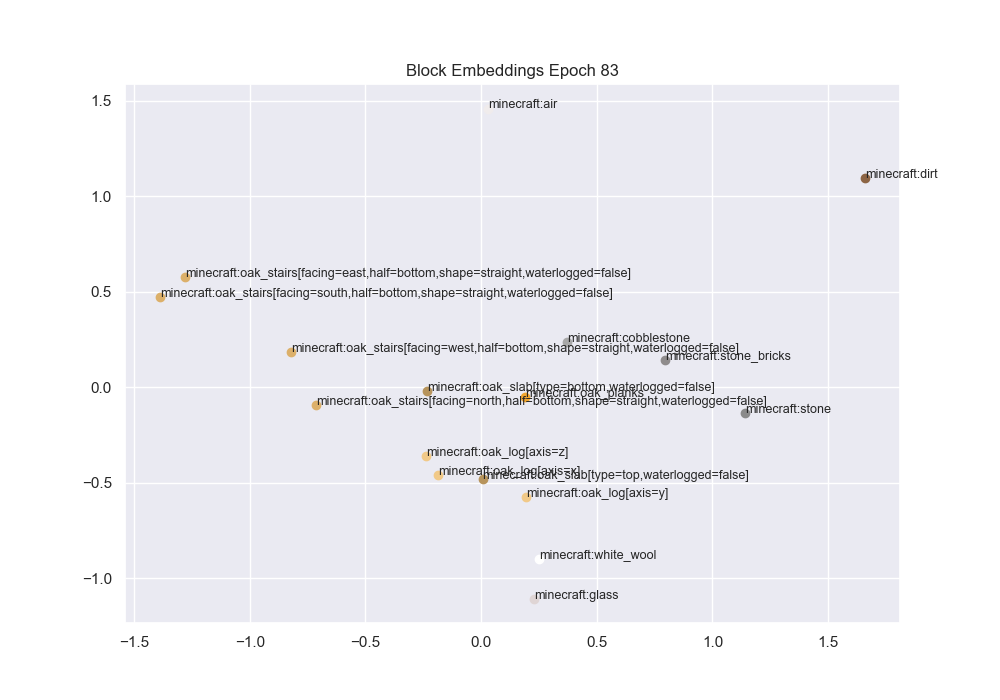 Block Embeddings Epoch 83
1.5
minecraft:air
minecraft:dirt
1.0
minecraft:oak_stairs[facing=east,half=bottom,shape=straight,waterlogged=false]
0.5
minecraft:oak_stairs[facing=south,half=bottom,shape=straight,waterlogged=false]
minecraft:cobblestone
minecraft:oak_stairs[facing=west,half=bottom,shape=straight,waterlogged=false]
minecraft:stone_bricks
0.0
minecraft:oak_slab[type=bottom,waterlogged=false]
minecraft:oak_planks
minecraft:oak_stairs[facing=north,half=bottom,shape=straight,waterlogged=false]
minecraft:stone
minecraft:oak_log[axis=z]
minecraft:oak_log[axis=x]
minecraft:oak_slab[type=top,waterlogged=false]
−0.5
minecraft:oak_log[axis=y]
minecraft:white_wool
−1.0
minecraft:glass
−1.5 −1.0 −0.5 0.0 0.5 1.0 1.5